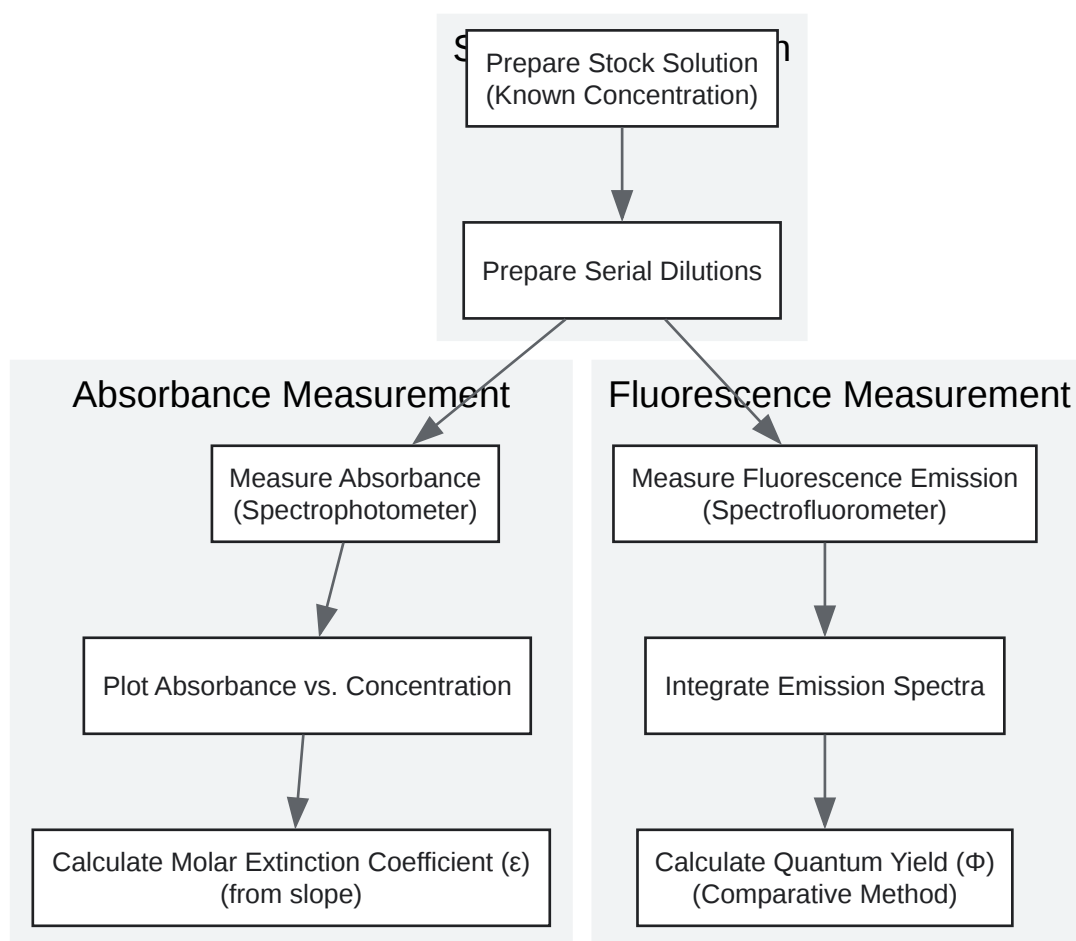 Prepare Stock Solution
(Known Concentration)
Prepare Serial Dilutions
Absorbance Measurement
Fluorescence Measurement
Measure Absorbance
(Spectrophotometer)
Measure Fluorescence Emission
(Spectrofluorometer)
Plot Absorbance vs. Concentration
Integrate Emission Spectra
Calculate Molar Extinction Coefficient (ε)
(from slope)
Calculate Quantum Yield (Φ)
(Comparative Method)